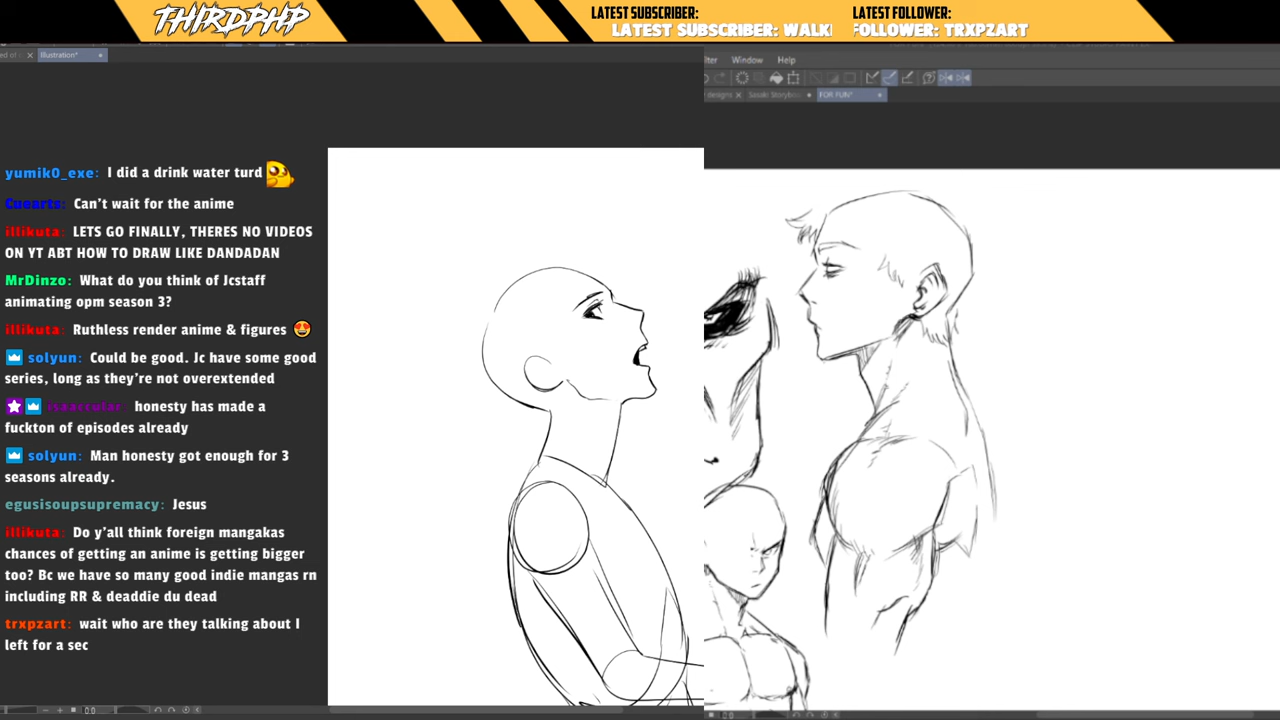 THIRDPHP
LATEST SUBSCRIBER:
LATEST SUBSCRIBER: WALK
LATEST FOLLOWER:
FOLLOWER: TRXPZART
Illustration*
Window Help
designs
FOR FUN*
yumik0_exe: I did a drink water turd
Cuearts: Can't wait for the anime
illikuta: LETS GO FINALLY, THERES NO VIDEOS
ON YT ABT HOW TO DRAW LIKE DANDADAN
MrDinzo: What do you think of Jcstaff
animating opm season 3?
illikuta: Ruthless render anime & figures
solyun: Could be good. Jc have some good
series, long as they're not overextended
honesty has made a
fuckton of episodes already
solyun: Man honesty got enough for 3
seasons already.
egusisoupsupremacy: Jesus
illikuta: Do y'all think foreign mangakas
chances of getting an anime is getting bigger
too? Bc we have so many good indie mangas rn
including RR & deaddie du dead
trxpzart: wait who are they talking about I
left for a sec